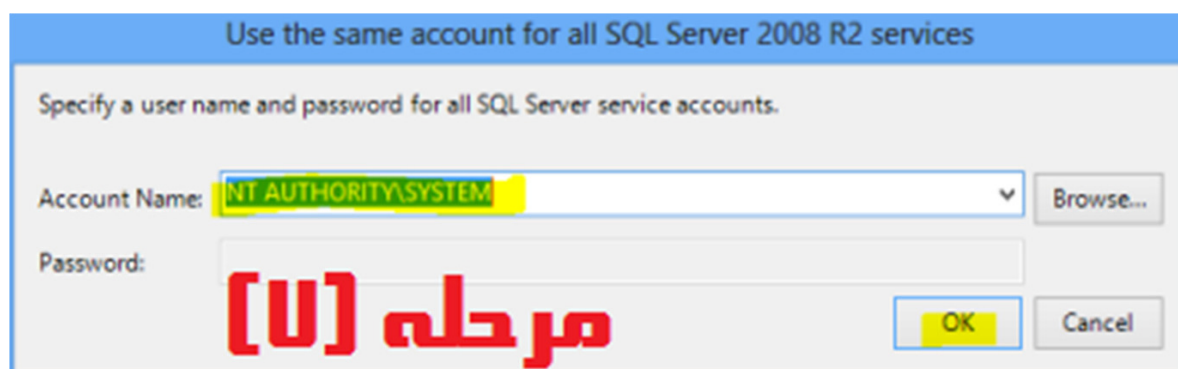 Use the same account for all SQL Server 2008 R2 services
Specify a user name and password for all SQL Server service accounts.
Account Name: NT AUTHORITY\SYSTEM Browse...
Password:
مرحله [U]
OK Cancel